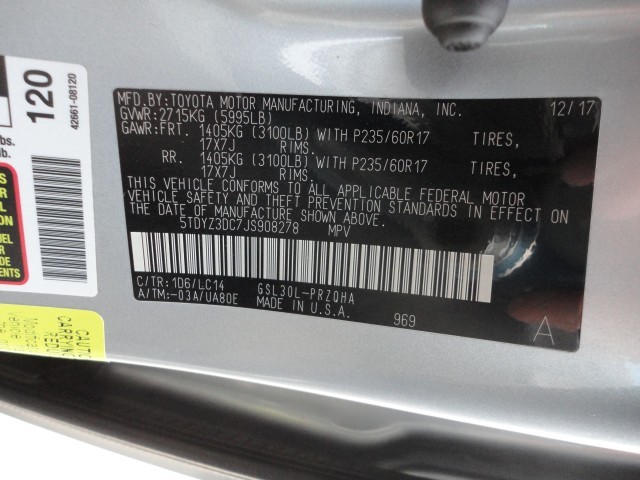 MFD.BY:TOYOTA MOTOR MANUFACTURING, INDIANA, INC. 12/17
GVWR:2715KG (5995LB)
GAWR:FRT. 1405KG (3100LB) WITH P235/60R17 TIRES,
17X7J RIMS.
RR. 1405KG (3100LB) WITH P235/60R17 TIRES,
17X7J RIMS.
THIS VEHICLE CONFORMS TO ALL APPLICABLE FEDERAL MOTOR
VEHICLE SAFETY AND THEFT PREVENTION STANDARDS IN EFFECT
ON THE DATE OF MANUFACTURE SHOWN ABOVE.
5TDYZ3DC7JS908278 MPV
C/TR:1D6/LC14 GSL30L-PRZQHA
A/TM:-03A/UA80E MADE IN U.S.A. 969
A
120
42661-08120
lb.